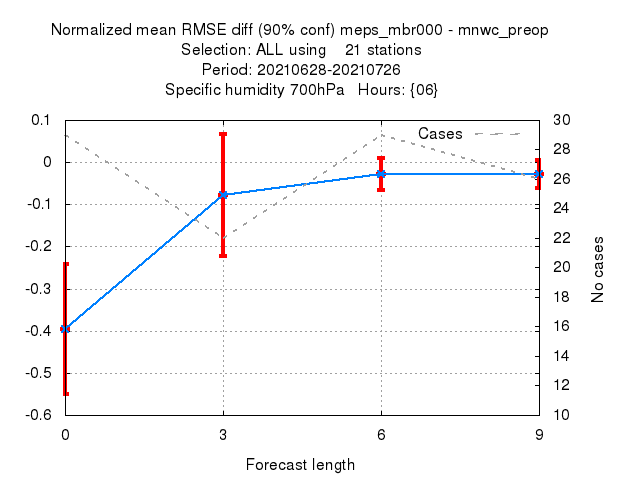 Normalized mean RMSE diff (90% conf) meps_mbr000 - mnwc_preop
Selection: ALL using    21 stations
Period: 20210628-20210726
Specific humidity 700hPa   Hours: {06}
0.1
0
-0.1
-0.2
-0.3
-0.4
-0.5
-0.6
Cases
30
28
26
24
22
20
18
16
14
12
10
No cases
0 3 6 9
Forecast length